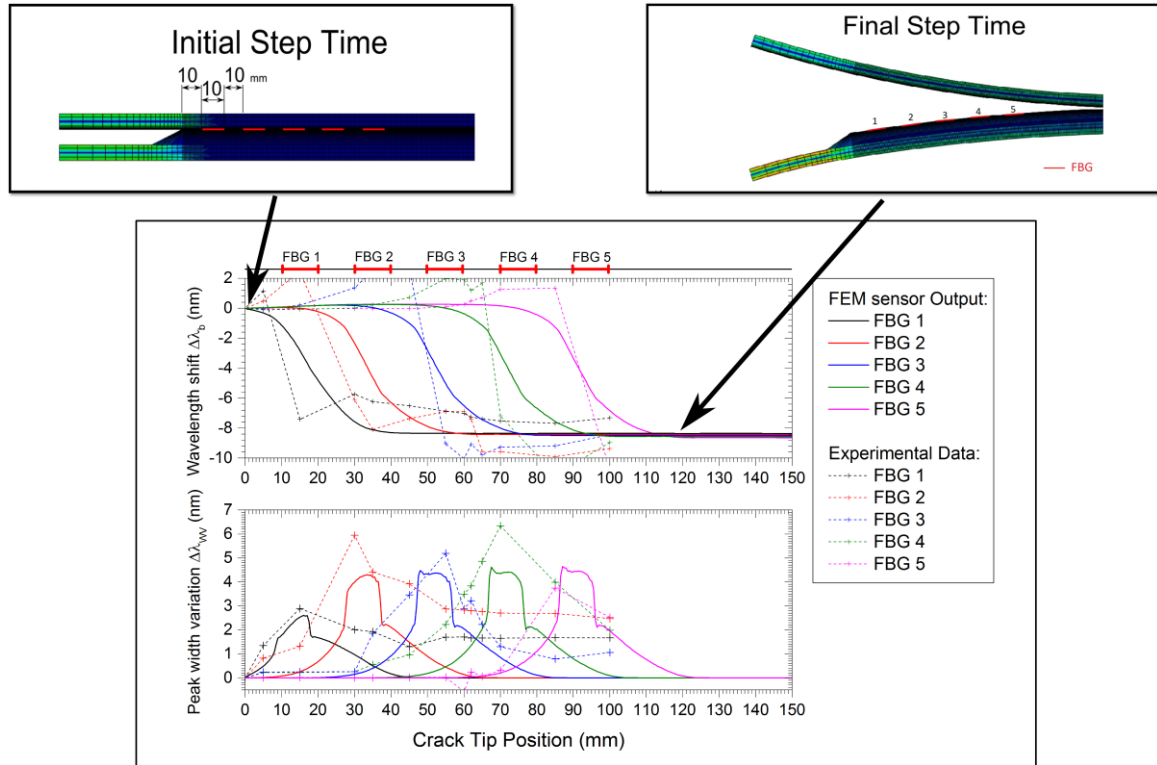 Initial Step Time
10 10 mm
10
Final Step Time
1 2 3 4 5
FBG
FBG 1 FBG 2 FBG 3 FBG 4 FBG 5
Wavelength shift Δλb (nm)
2
0
-2
-4
-6
-8
-10
0 10 20 30 40 50 60 70 80 90 100 110 120 130 140 150
Peak width variation ΔλWV (nm)
7
6
5
4
3
2
1
0
0 10 20 30 40 50 60 70 80 90 100 110 120 130 140 150
Crack Tip Position (mm)
FEM sensor Output:
FBG 1
FBG 2
FBG 3
FBG 4
FBG 5
Experimental Data:
FBG 1
FBG 2
FBG 3
FBG 4
FBG 5